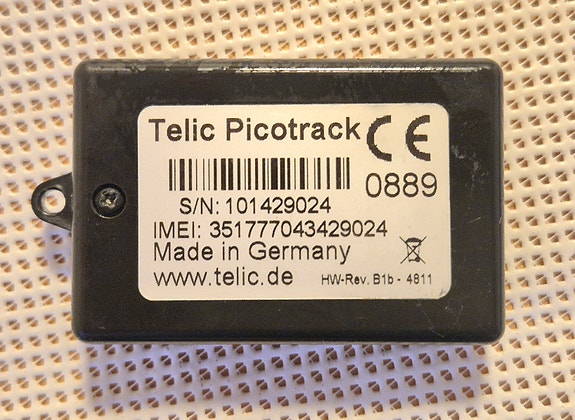 Telic Picotrack CE
0889
S/N: 101429024
IMEI: 351777043429024
Made in Germany
www.telic.de
HW-Rev. B1b - 4811